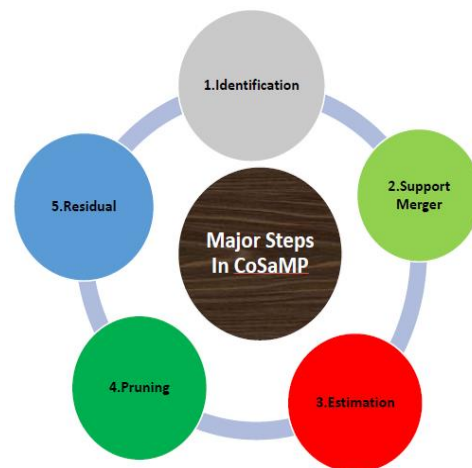 1.Identification
2.Support
Merger
3.Estimation
4.Pruning
5.Residual
Major Steps
In CoSaMP